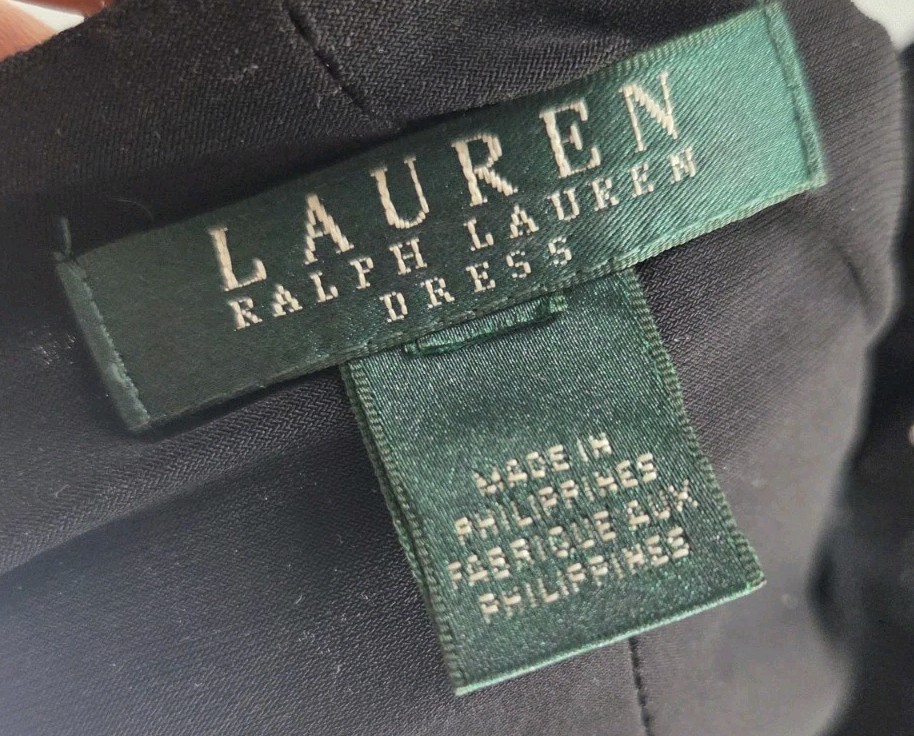 LAUREN
RALPH LAUREN
DRESS
MADE IN
PHILIPPINES
FABRIQUE AUX
PHILIPPINES